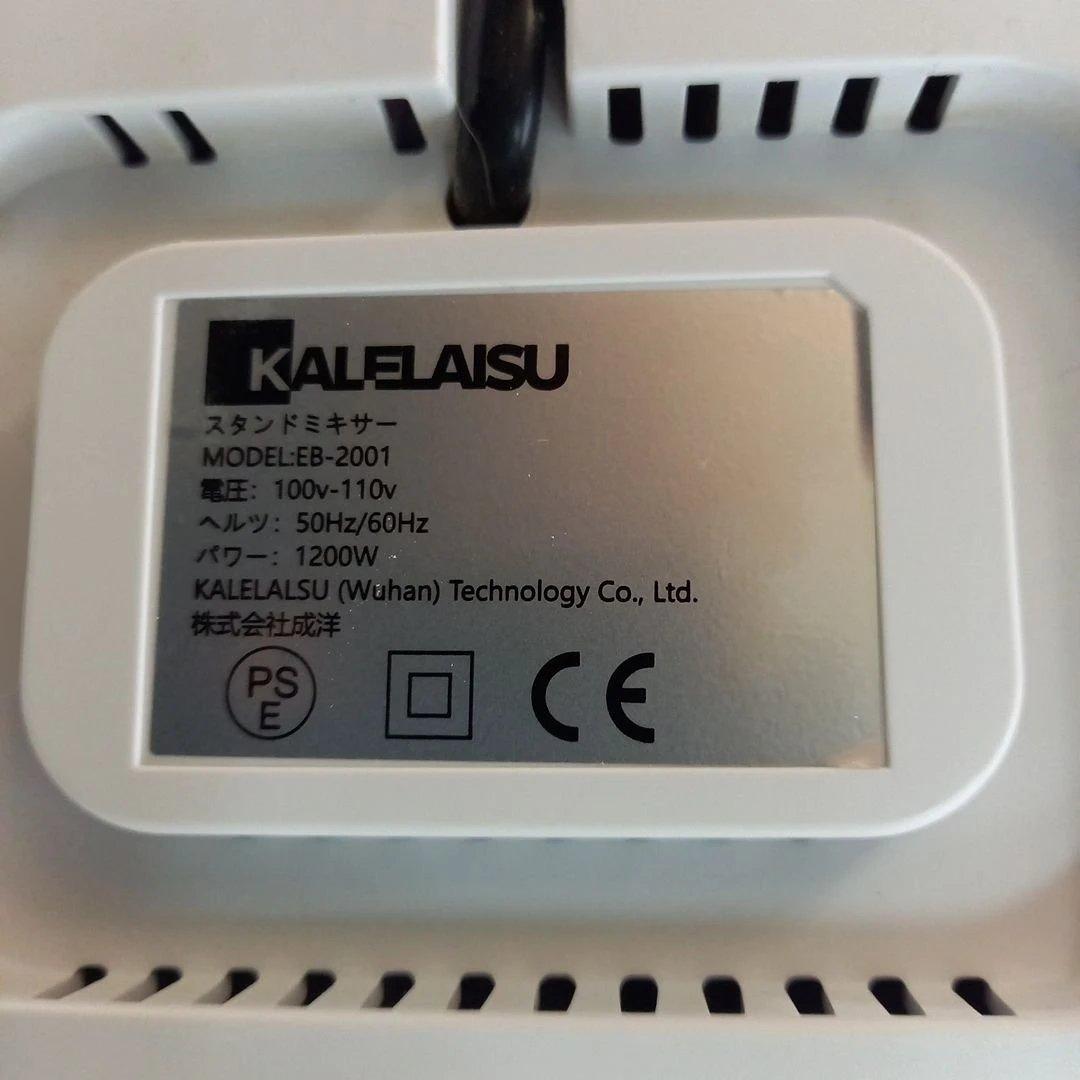 KALELAISU
スタンドミキサー
MODEL:EB-2001
電圧：100v-110v
ヘルツ：50Hz/60Hz
パワー：1200W
KALELALSU (Wuhan) Technology Co., Ltd.
株式会社成洋
PS
E
CE